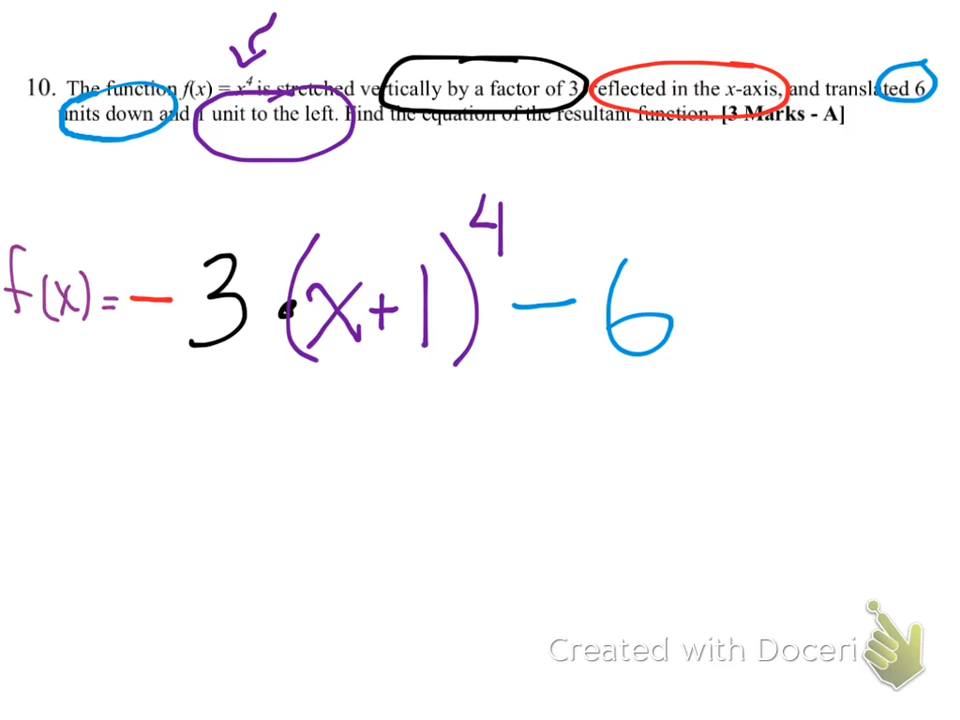 10. The function f(x) = x⁴ is stretched vertically by a factor of 3, reflected in the x-axis, and translated 6
units down and 1 unit to the left. Find the equation of the resultant function. [3 Marks - A]
f(x) = - 3 · (x+1)⁴ - 6
Created with Doceri